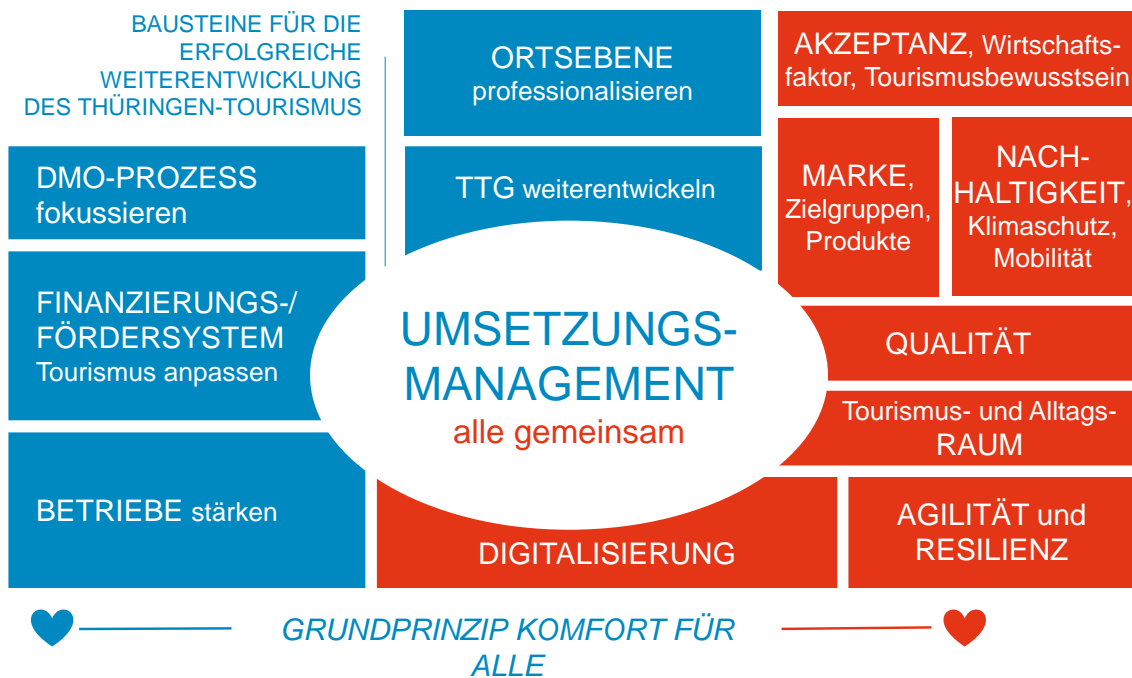 BAUSTEINE FÜR DIE
ERFOLGREICHE
WEITERENTWICKLUNG
DES THÜRINGEN-TOURISMUS
DMO-PROZESS
fokussieren
FINANZIERUNGS-/
FÖRDERSYSTEM
Tourismus anpassen
BETRIEBE stärken
ORTSEBENE
professionalisieren
TTG weiterentwickeln
UMSETZUNGS-
MANAGEMENT
alle gemeinsam
DIGITALISIERUNG
AKZEPTANZ, Wirtschafts-
faktor, Tourismusbewusstsein
MARKE,
Zielgruppen,
Produkte
NACH-
HALTIGKEIT,
Klimaschutz,
Mobilität
QUALITÄT
Tourismus- und Alltags-
RAUM
AGILITÄT und
RESILIENZ
GRUNDPRINZIP KOMFORT FÜR
ALLE